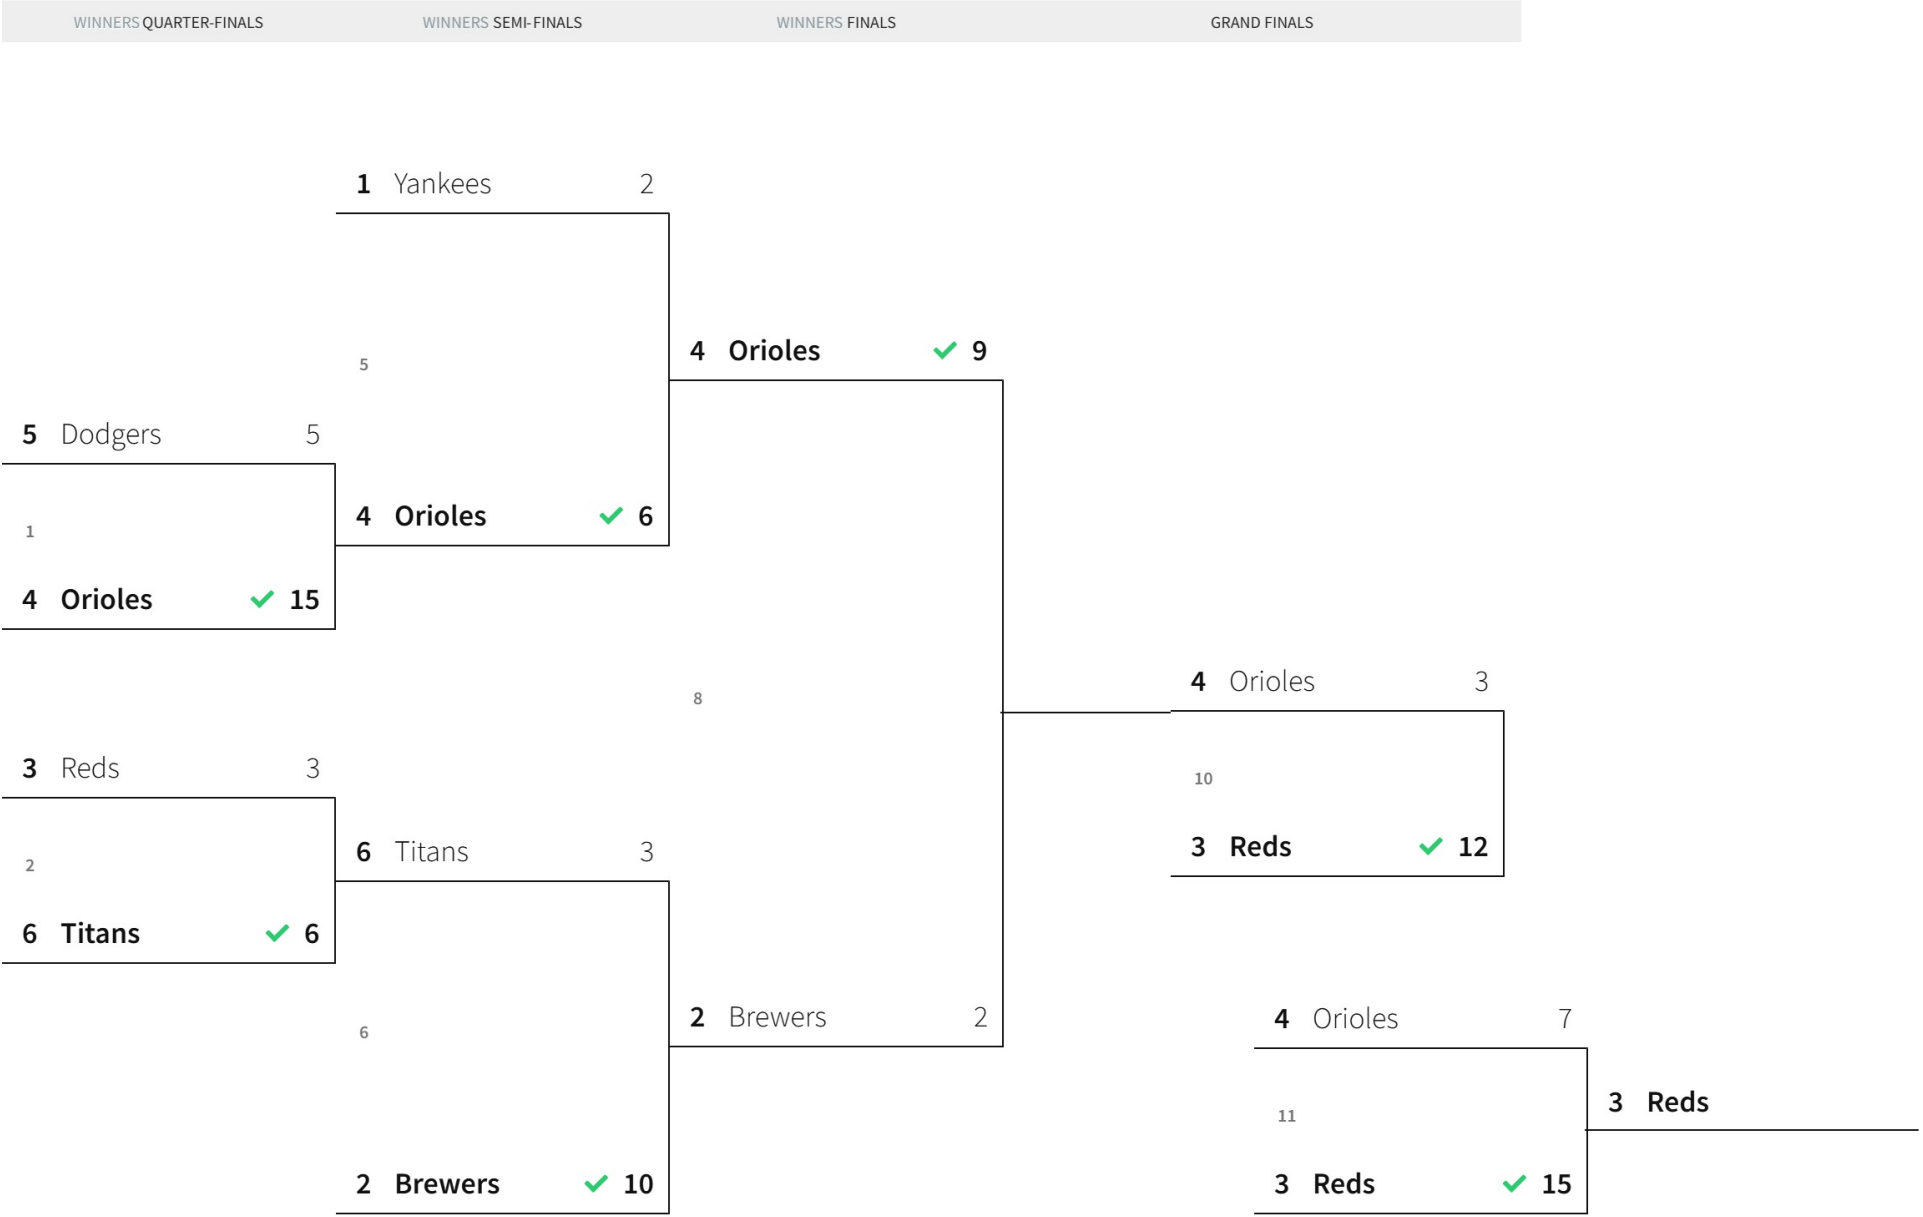 WINNERS QUARTER-FINALS WINNERS SEMI-FINALS WINNERS FINALS GRAND FINALS
1 Yankees 2
5
4 Orioles 6
5 Dodgers 5
1
4 Orioles 15
3 Reds 3
2
6 Titans 6
6 Titans 3
6
2 Brewers 10
4 Orioles 9
8
2 Brewers 2
4 Orioles 3
10
3 Reds 12
4 Orioles 7
11
3 Reds 15
3 Reds